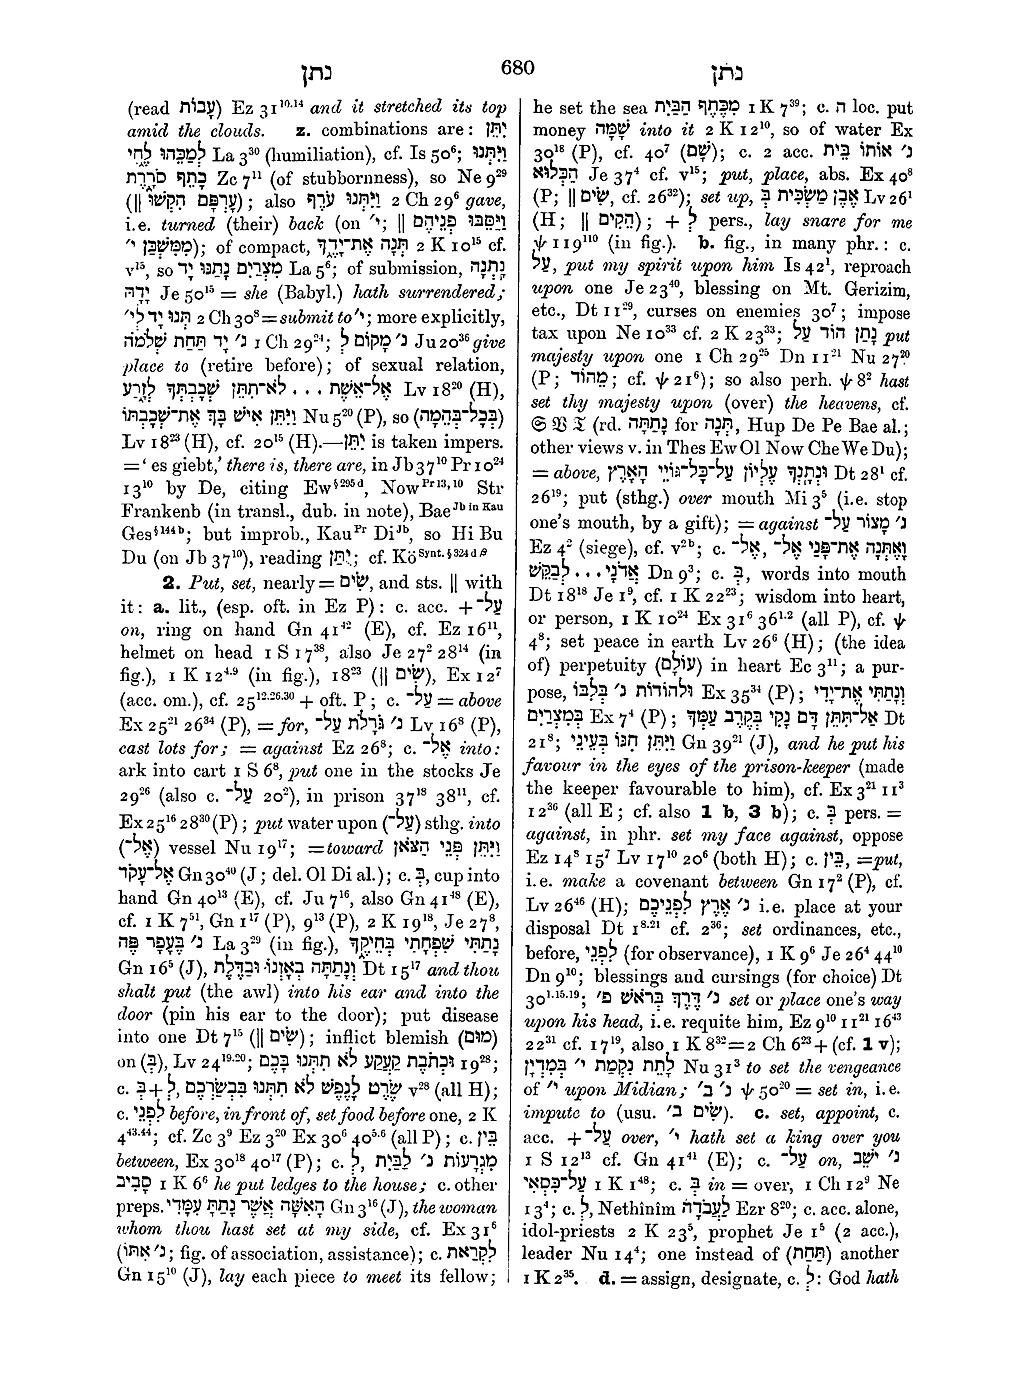 נתן 680 נתן
(read עָבוֹת) Ez 31¹⁰·¹⁴ and it stretched its top
amid the clouds. z. combinations are: יִתֵּן
לְמַכֵּהוּ לֶחִי La 3³⁰ (humiliation), cf. Is 50⁶; וַיִּתְּנוּ
כָתֵף סֹרֶרֶת Zc 7¹¹ (of stubbornness), so Ne 9²⁹
(|| עָרְפָּם הִקְשׁוּ); also וַיִּתְּנוּ עֹרֶף 2 Ch 29⁶ gave,
i.e. turned (their) back (on י׳; || וַיַּסֵּבּוּ פְנֵיהֶם
מִמִּשְׁכַּן י׳); of compact, תְּנָה אֶת־יָדֶךָ 2 K 10¹⁵ cf.
v¹⁵, so מִצְרַיִם נָתַנּוּ יָד La 5⁶; of submission, נָתְנָה
יָדָהּ Je 50¹⁵ = she (Babyl.) hath surrendered;
תְּנוּ יָד לַי׳ 2 Ch 30⁸ = submit to י׳; more explicitly,
נ׳ יָד תַּחַת שְׁלֹמֹה 1 Ch 29²⁴; נ׳ מָקוֹם לְ Ju 20³⁶ give
place to (retire before); of sexual relation,
אֶל־אֵשֶׁת ... לֹא־תִתֵּן שְׁכָבְתְּךָ לְזָרַע Lv 18²⁰ (H),
וַיִּתֵּן אִישׁ בָּךְ אֶת־שְׁכָבְתּוֹ Nu 5²⁰ (P), so (בְּכָל־בְּהֵמָה)
Lv 18²³ (H), cf. 20¹⁵ (H).—יִתֵּן is taken impers.
= ‘es giebt,’ there is, there are, in Jb 37¹⁰ Pr 10²⁴
13¹⁰ by De, citing Ew§²⁹⁵ᵈ, Now Pr 13, 10 Str
Frankenb (in transl., dub. in note), Bae Jb in Kau
Ges§¹⁴⁴ᵇ; but improb., Kau Pr Di Jb, so Hi Bu
Du (on Jb 37¹⁰), reading יֻתַּן; cf. Kö Synt. § 324 d β
2. Put, set, nearly = שִׂים, and sts. || with
it: a. lit., (esp. oft. in Ez P): c. acc. + עַל־
on, ring on hand Gn 41⁴² (E), cf. Ez 16¹¹,
helmet on head 1 S 17³⁸, also Je 27² 28¹⁴ (in
fig.), 1 K 12⁴·⁹ (in fig.), 18²³ (|| שִׂים), Ex 12⁷
(acc. om.), cf. 25¹²·²⁶·³⁰ + oft. P; c. עַל־ = above
Ex 25²¹ 26³⁴ (P), = for, נ׳ גֹּרָלֹת עַל־ Lv 16⁸ (P),
cast lots for; = against Ez 26⁸; c. אֶל־ into:
ark into cart 1 S 6⁸, put one in the stocks Je
29²⁶ (also c. עַל־ 20²), in prison 37¹⁸ 38¹¹, cf.
Ex 25¹⁶ 28³⁰ (P); put water upon (עַל־) sthg. into
(אֶל־) vessel Nu 19¹⁷; = toward וַיִּתֵּן פְּנֵי הַצֹּאן
אֶל־עָקֹד Gn 30⁴⁰ (J; del. Ol Di al.); c. בְּ, cup into
hand Gn 40¹³ (E), cf. Ju 7¹⁶, also Gn 41⁴⁸ (E),
cf. 1 K 7⁵¹, Gn 1¹⁷ (P), 9¹³ (P), 2 K 19¹⁸, Je 27⁸,
נ׳ בֶּעָפָר פֶּה La 3²⁹ (in fig.), נָתַתִּי שִׁפְחָתִי בְּחֵיקֶךָ
Gn 16⁵ (J), וְנָתַתָּה בְאָזְנוֹ וּבַדֶּלֶת Dt 15¹⁷ and thou
shalt put (the awl) into his ear and into the
door (pin his ear to the door); put disease
into one Dt 7¹⁵ (|| שִׂים); inflict blemish (מוּם)
on (בְּ), Lv 24¹⁹·²⁰; וּכְתֹבֶת קַעֲקַע לֹא תִתְּנוּ בָּכֶם 19²⁸;
c. לְ + בְּ, שֶׂרֶט לָנֶפֶשׁ לֹא תִתְּנוּ בִּבְשַׂרְכֶם v²⁸ (all H);
c. לִפְנֵי before, in front of, set food before one, 2 K
4⁴³·⁴⁴; cf. Zc 3⁹ Ez 3²⁰ Ex 30⁶ 40⁵·⁶ (all P); c. בֵּין
between, Ex 30¹⁸ 40¹⁷ (P); c. לְ, מִגְרָעוֹת נ׳ לַבַּיִת
סָבִיב 1 K 6⁶ he put ledges to the house; c. other
preps. הָאִשָּׁה אֲשֶׁר נָתַתָּ עִמָּדִי Gn 3¹⁶ (J), the woman
whom thou hast set at my side, cf. Ex 31⁶
(נ׳ אִתּוֹ; fig. of association, assistance); c. לִקְרַאת
Gn 15¹⁰ (J), lay each piece to meet its fellow;
he set the sea מִכֶּתֶף הַבַּיִת 1 K 7³⁹; c. ה loc. put
money שָׁמָּה into it 2 K 12¹⁰, so of water Ex
30¹⁸ (P), cf. 40⁷ (שָׁם); c. 2 acc. נ׳ אוֹתוֹ בֵּית
הַכְּלוּא Je 37⁴ cf. v¹⁵; put, place, abs. Ex 40⁸
(P; || שִׂים, cf. 26³²); set up, אֶבֶן מַשְׂכִּית בְּ Lv 26¹
(H; || הֵקִים); + לְ pers., lay snare for me
ψ 119¹¹⁰ (in fig.). b. fig., in many phr.: c.
עַל, put my spirit upon him Is 42¹, reproach
upon one Je 23⁴⁰, blessing on Mt. Gerizim,
etc., Dt 11²⁹, curses on enemies 30⁷; impose
tax upon Ne 10³³ cf. 2 K 23³³; נָתַן הוֹד עַל put
majesty upon one 1 Ch 29²⁵ Dn 11²¹ Nu 27²⁰
(P; מֵהוֹד; cf. ψ 21⁶); so also perh. ψ 8² hast
set thy majesty upon (over) the heavens, cf.
𝔖 𝔙 𝔗 (rd. נָתַתָּה for תְּנָה, Hup De Pe Bae al.;
other views v. in Thes Ew Ol Now Che We Du);
= above, וּנְתָנְךָ עֶלְיוֹן עַל־כָּל־גּוֹיֵי הָאָרֶץ Dt 28¹ cf.
26¹⁹; put (sthg.) over mouth Mi 3⁵ (i.e. stop
one’s mouth, by a gift); = against נ׳ מָצוֹר עַל־
Ez 4² (siege), cf. v²ᵇ; c. אֶל־, וָאֶתְּנָה אֶת־פָּנַי אֶל־
אֲדֹנָי ... לְבַקֵּשׁ Dn 9³; c. בְּ, words into mouth
Dt 18¹⁸ Je 1⁹, cf. 1 K 22²³; wisdom into heart,
or person, 1 K 10²⁴ Ex 31⁶ 36¹·² (all P), cf. ψ
4⁸; set peace in earth Lv 26⁶ (H); (the idea
of) perpetuity (עוֹלָם) in heart Ec 3¹¹; a pur-
pose, וּלְהוֹרוֹת נ׳ בְּלִבּוֹ Ex 35³⁴ (P); וְנָתַתִּי אֶת־יָדִי
בְּמִצְרַיִם Ex 7⁴ (P); אַל־תִּתֵּן דָּם נָקִי בְּקֶרֶב עַמְּךָ Dt
21⁸; וַיִּתֵּן חִנּוֹ בְּעֵינֵי Gn 39²¹ (J), and he put his
favour in the eyes of the prison-keeper (made
the keeper favourable to him), cf. Ex 3²¹ 11³
12³⁶ (all E; cf. also 1 b, 3 b); c. בְּ pers. =
against, in phr. set my face against, oppose
Ez 14⁸ 15⁷ Lv 17¹⁰ 20⁶ (both H); c. בֵּין, = put,
i.e. make a covenant between Gn 17² (P), cf.
Lv 26⁴⁶ (H); נ׳ אֶרֶץ לִפְנֵיכֶם i.e. place at your
disposal Dt 1⁸·²¹ cf. 2³⁶; set ordinances, etc.,
before, לִפְנֵי (for observance), 1 K 9⁶ Je 26⁴ 44¹⁰
Dn 9¹⁰; blessings and cursings (for choice) Dt
30¹·¹⁵·¹⁹; נ׳ דֶּרֶךְ בְּרֹאשׁ פ׳ set or place one’s way
upon his head, i.e. requite him, Ez 9¹⁰ 11²¹ 16⁴³
22³¹ cf. 17¹⁹, also 1 K 8³² = 2 Ch 6²³ + (cf. 1 v);
לָתֵת נִקְמַת י׳ בְּמִדְיָן Nu 31³ to set the vengeance
of י׳ upon Midian; נ׳ בּ׳ ψ 50²⁰ = set in, i.e.
impute to (usu. שִׂים ב׳). c. set, appoint, c.
acc. + עַל־ over, י׳ hath set a king over you
1 S 12¹³ cf. Gn 41⁴¹ (E); c. עַל־ on, נ׳ יֹשֵׁב
עַל־כִּסְאִי 1 K 1⁴⁸; c. בְּ in = over, 1 Ch 12⁹ Ne
13⁴; c. לְ, Nethînîm לַעֲבֹדָה Ezr 8²⁰; c. acc. alone,
idol-priests 2 K 23⁵, prophet Je 1⁵ (2 acc.),
leader Nu 14⁴; one instead of (תַּחַת) another
1 K 2³⁵. d. = assign, designate, c. לְ: God hath